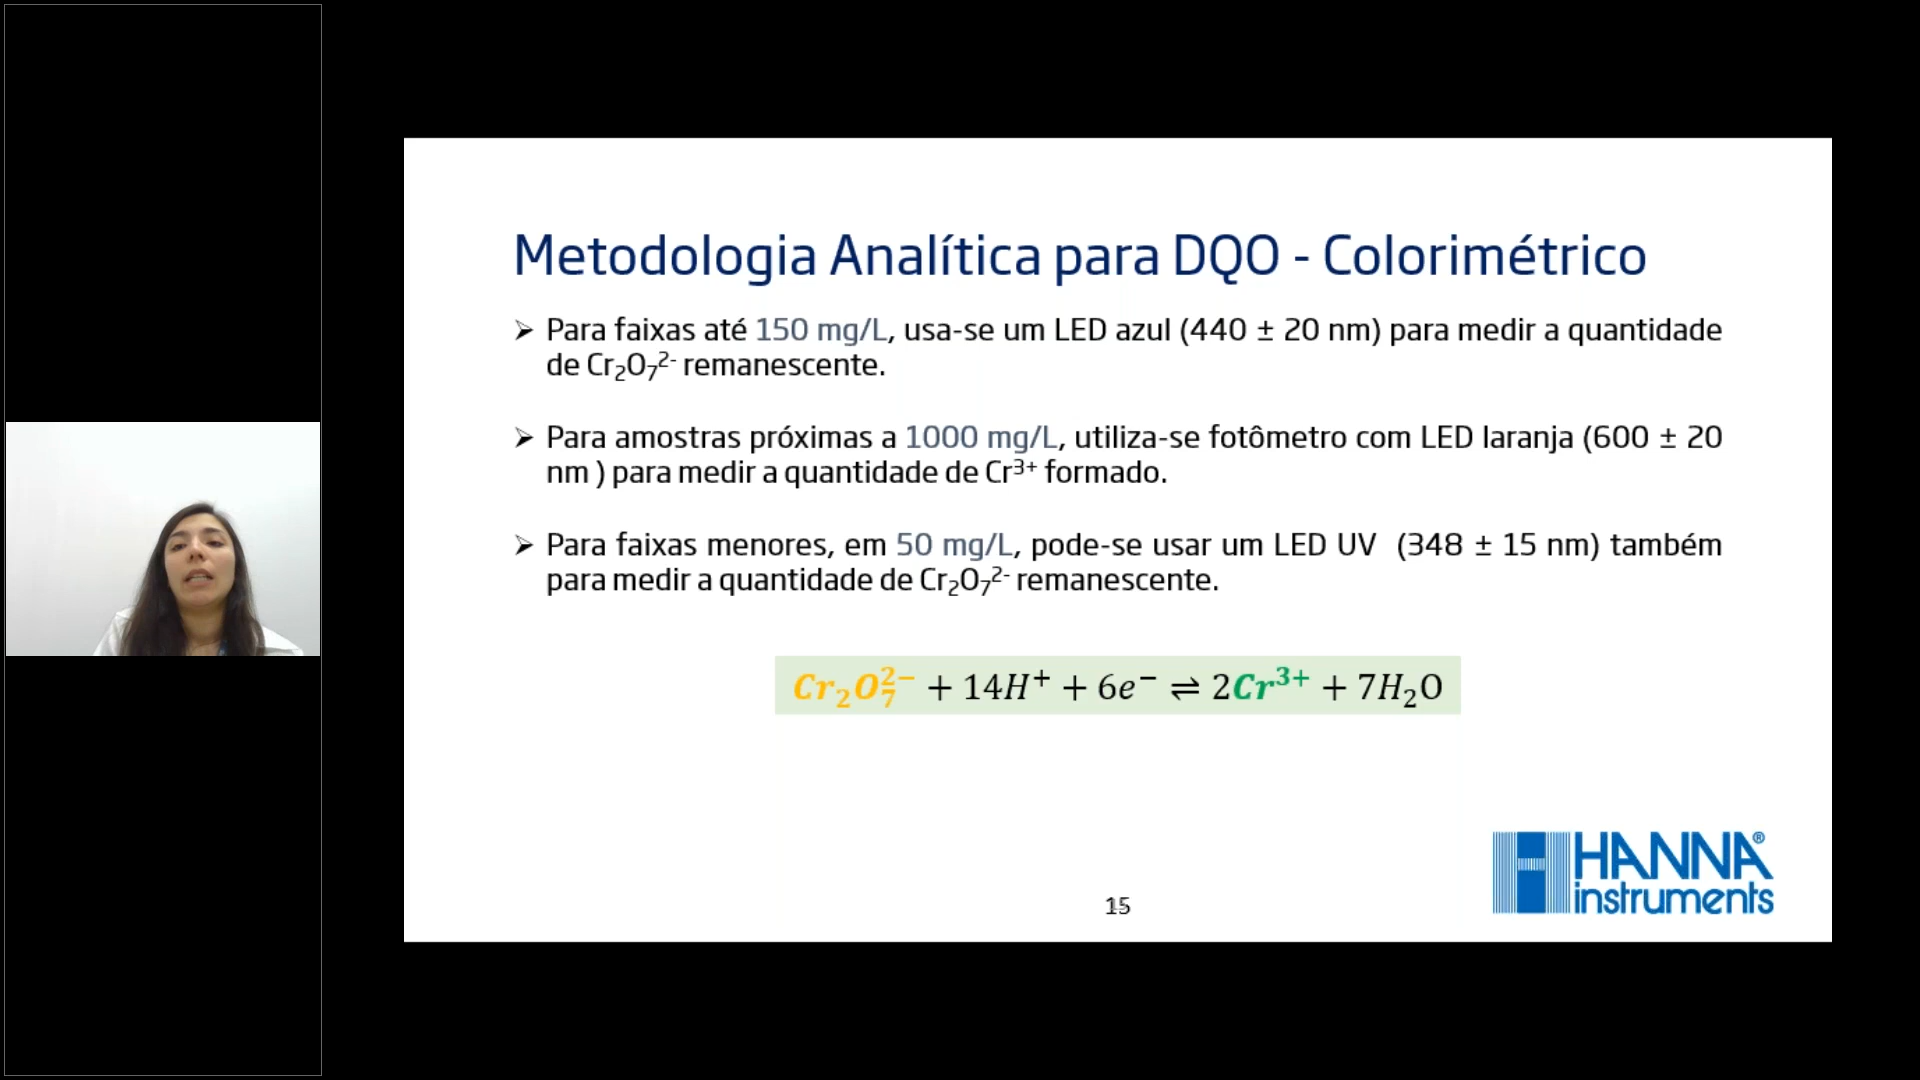 Metodologia Analítica para DQO - Colorimétrico
➢ Para faixas até 150 mg/L, usa-se um LED azul (440 ± 20 nm) para medir a quantidade
de Cr₂O₇²⁻ remanescente.
➢ Para amostras próximas a 1000 mg/L, utiliza-se fotômetro com LED laranja (600 ± 20
nm ) para medir a quantidade de Cr³⁺ formado.
➢ Para faixas menores, em 50 mg/L, pode-se usar um LED UV (348 ± 15 nm) também
para medir a quantidade de Cr₂O₇²⁻ remanescente.
Cr₂O₇²⁻ + 14H⁺ + 6e⁻ ⇌ 2Cr³⁺ + 7H₂O
HANNA®
instruments
15